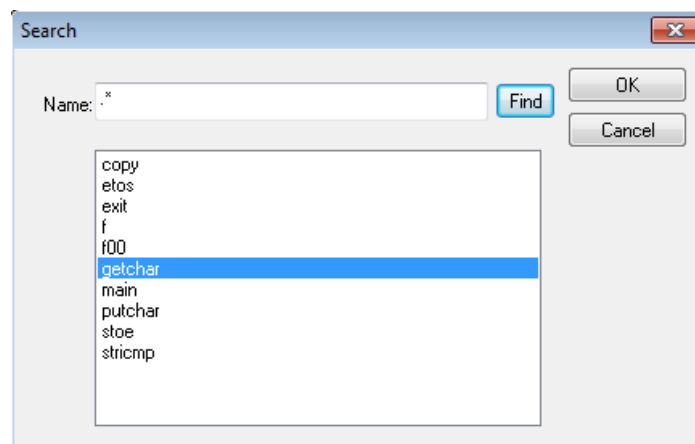 Search
Name: .*
Find
OK
Cancel
copy
etos
exit
f
f00
getchar
main
putchar
stoe
stricmp